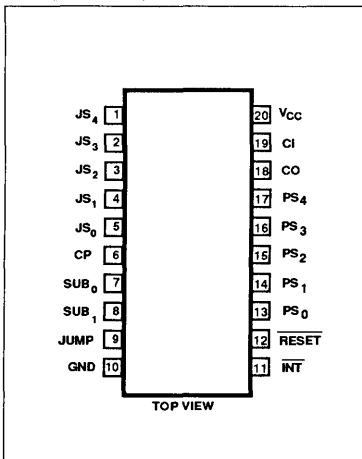 JS4 1 20 VCC
JS3 2 19 CI
JS2 3 18 CO
JS1 4 17 PS4
JS0 5 16 PS3
CP 6 15 PS2
SUB0 7 14 PS1
SUB1 8 13 PS0
JUMP 9 12 RESET
GND 10 11 INT
TOP VIEW